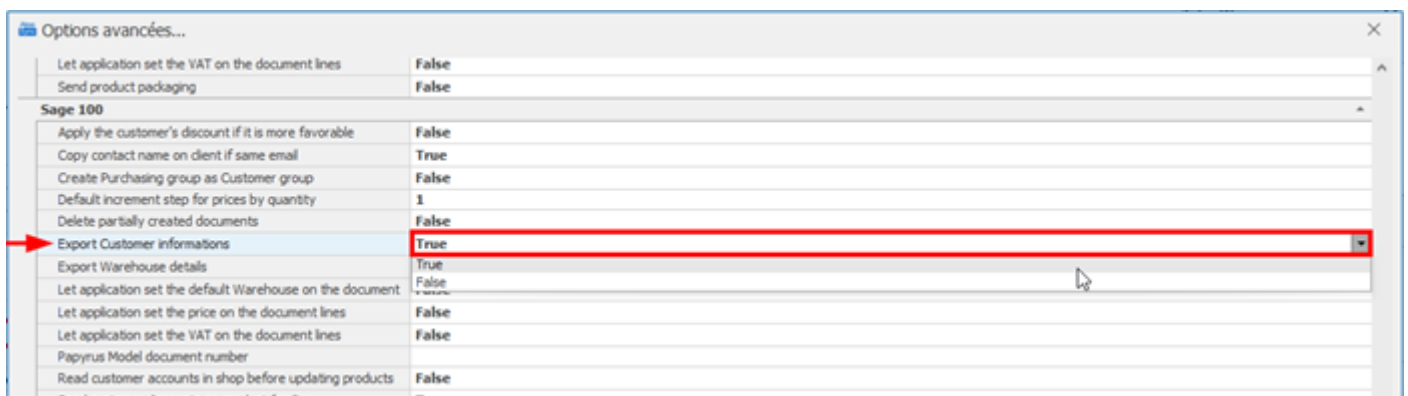 Options avancées...
Let application set the VAT on the document lines False
Send product packaging False
Sage 100
Apply the customer's discount if it is more favorable False
Copy contact name on client if same email True
Create Purchasing group as Customer group False
Default increment step for prices by quantity 1
Delete partially created documents False
Export Customer informations True
Export Warehouse details True
Let application set the default Warehouse on the document False
Let application set the price on the document lines False
Let application set the VAT on the document lines False
Papyrus Model document number
Read customer accounts in shop before updating products False